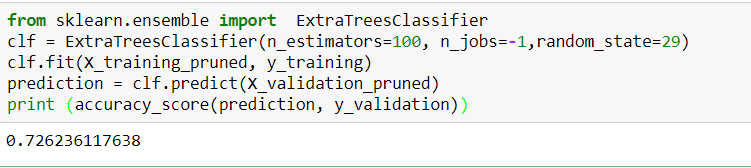 from sklearn.ensemble import  ExtraTreesClassifier
clf = ExtraTreesClassifier(n_estimators=100, n_jobs=-1,random_state=29)
clf.fit(X_training_pruned, y_training)
prediction = clf.predict(X_validation_pruned)
print (accuracy_score(prediction, y_validation))
0.726236117638